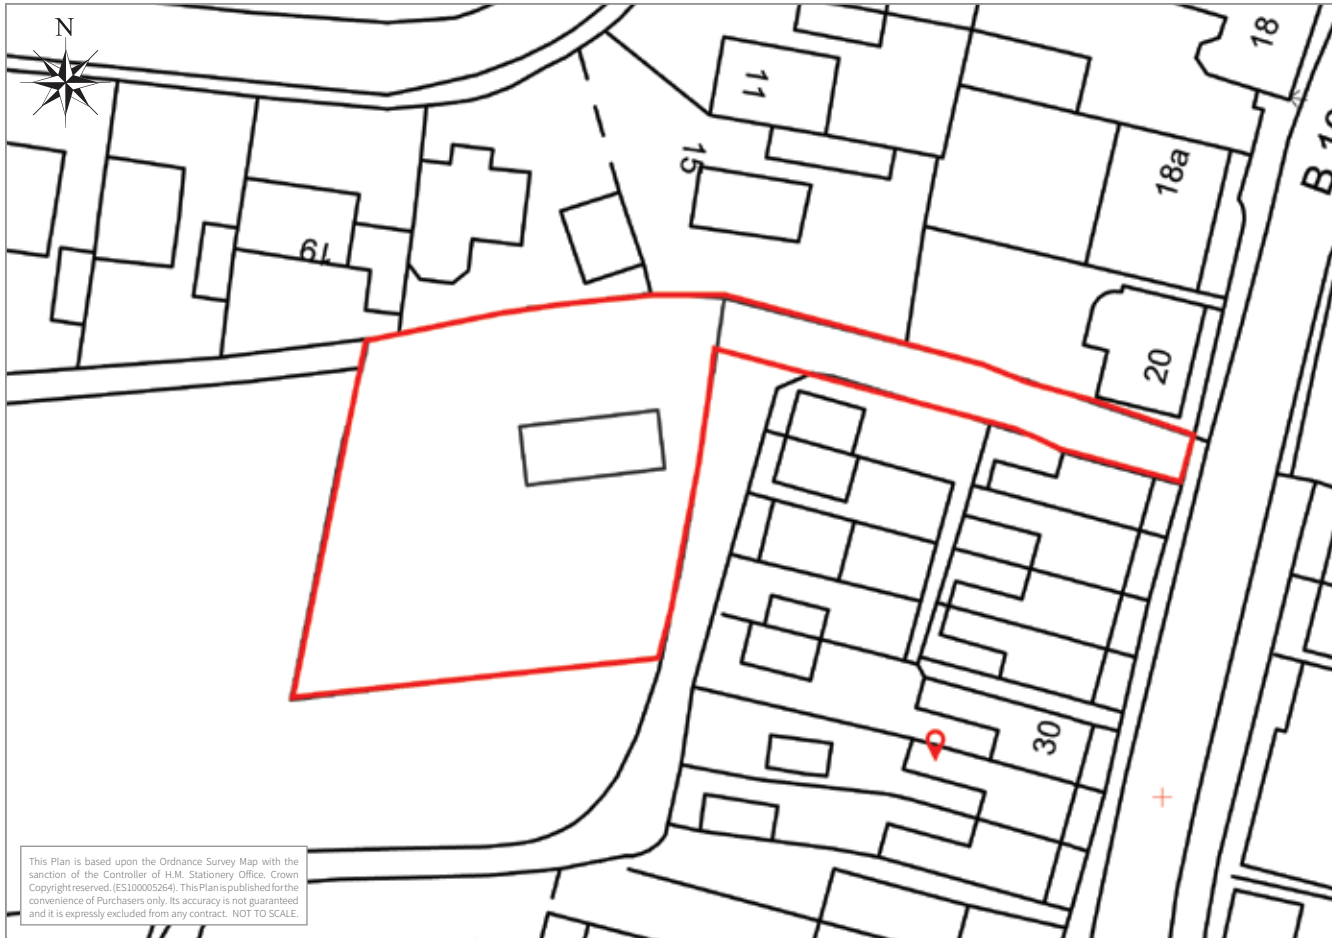 N
18
11
15
18a
B 10
19
20
30
This Plan is based upon the Ordnance Survey Map with the
sanction of the Controller of H.M. Stationery Office. Crown
Copyright reserved. (ES100005264). This Plan is published for the
convenience of Purchasers only. Its accuracy is not guaranteed
and it is expressly excluded from any contract. NOT TO SCALE.